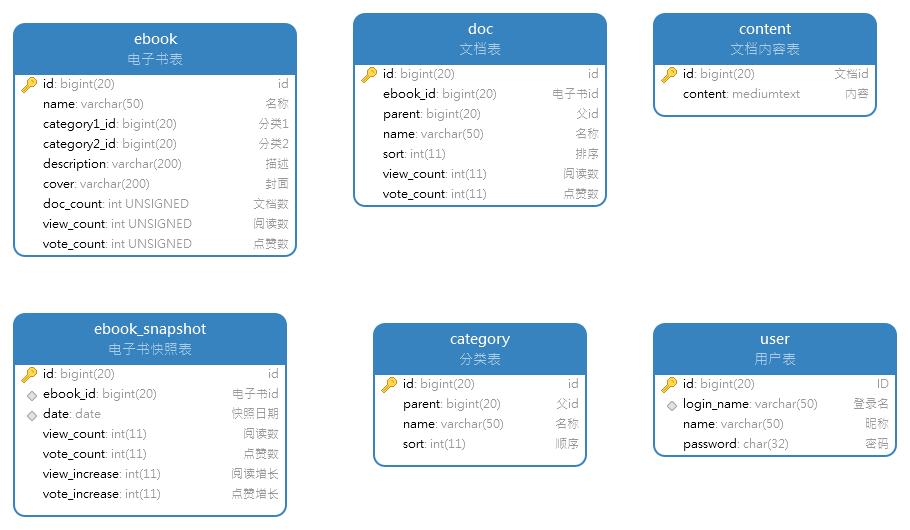 ebook
电子书表
id: bigint(20) id
name: varchar(50) 名称
category1_id: bigint(20) 分类1
category2_id: bigint(20) 分类2
description: varchar(200) 描述
cover: varchar(200) 封面
doc_count: int UNSIGNED 文档数
view_count: int UNSIGNED 阅读数
vote_count: int UNSIGNED 点赞数
doc
文档表
id: bigint(20) id
ebook_id: bigint(20) 电子书id
parent: bigint(20) 父id
name: varchar(50) 名称
sort: int(11) 排序
view_count: int(11) 阅读数
vote_count: int(11) 点赞数
content
文档内容表
id: bigint(20) 文档id
content: mediumtext 内容
ebook_snapshot
电子书快照表
id: bigint(20) id
ebook_id: bigint(20) 电子书id
date: date 快照日期
view_count: int(11) 阅读数
vote_count: int(11) 点赞数
view_increase: int(11) 阅读增长
vote_increase: int(11) 点赞增长
category
分类表
id: bigint(20) id
parent: bigint(20) 父id
name: varchar(50) 名称
sort: int(11) 顺序
user
用户表
id: bigint(20) ID
login_name: varchar(50) 登录名
name: varchar(50) 昵称
password: char(32) 密码